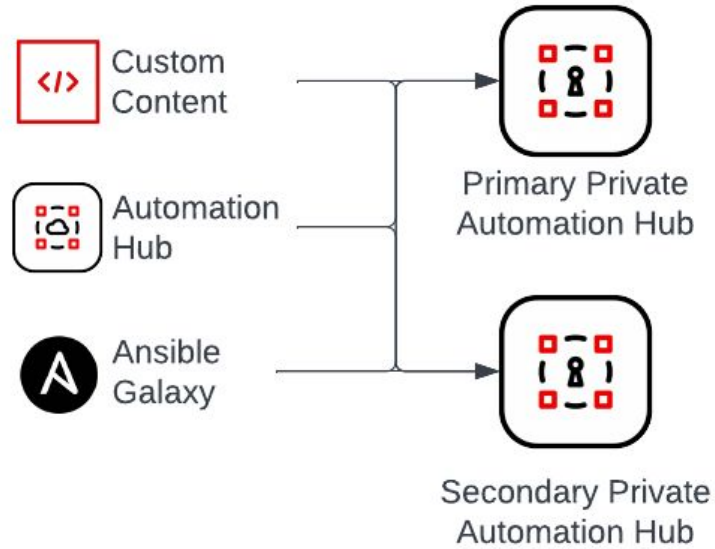 Custom
Content
Automation
Hub
Ansible
Galaxy
Primary Private
Automation Hub
Secondary Private
Automation Hub